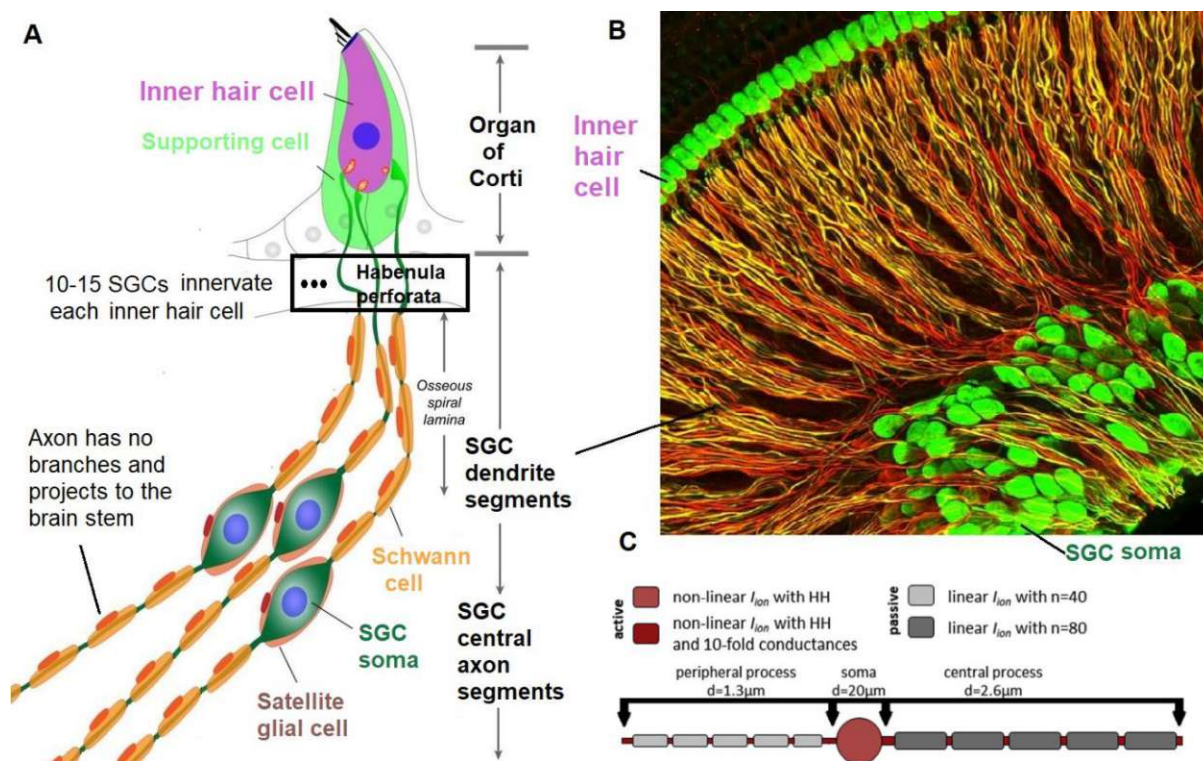 A
Inner hair cell
Supporting cell
Organ
of
Corti
10-15 SGCs innervate
each inner hair cell
Habenula
perforata
Osseous
spiral
lamina
Axon has no
branches and
projects to the
brain stem
SGC
dendrite
segments
Schwann
cell
SGC
soma
SGC
central
axon
segments
Satellite
glial cell
B
Inner
hair
cell
SGC soma
C
active
non-linear Iion with HH
non-linear Iion with HH
and 10-fold conductances
passive
linear Iion with n=40
linear Iion with n=80
peripheral process
d=1.3µm
soma
d=20µm
central process
d=2.6µm